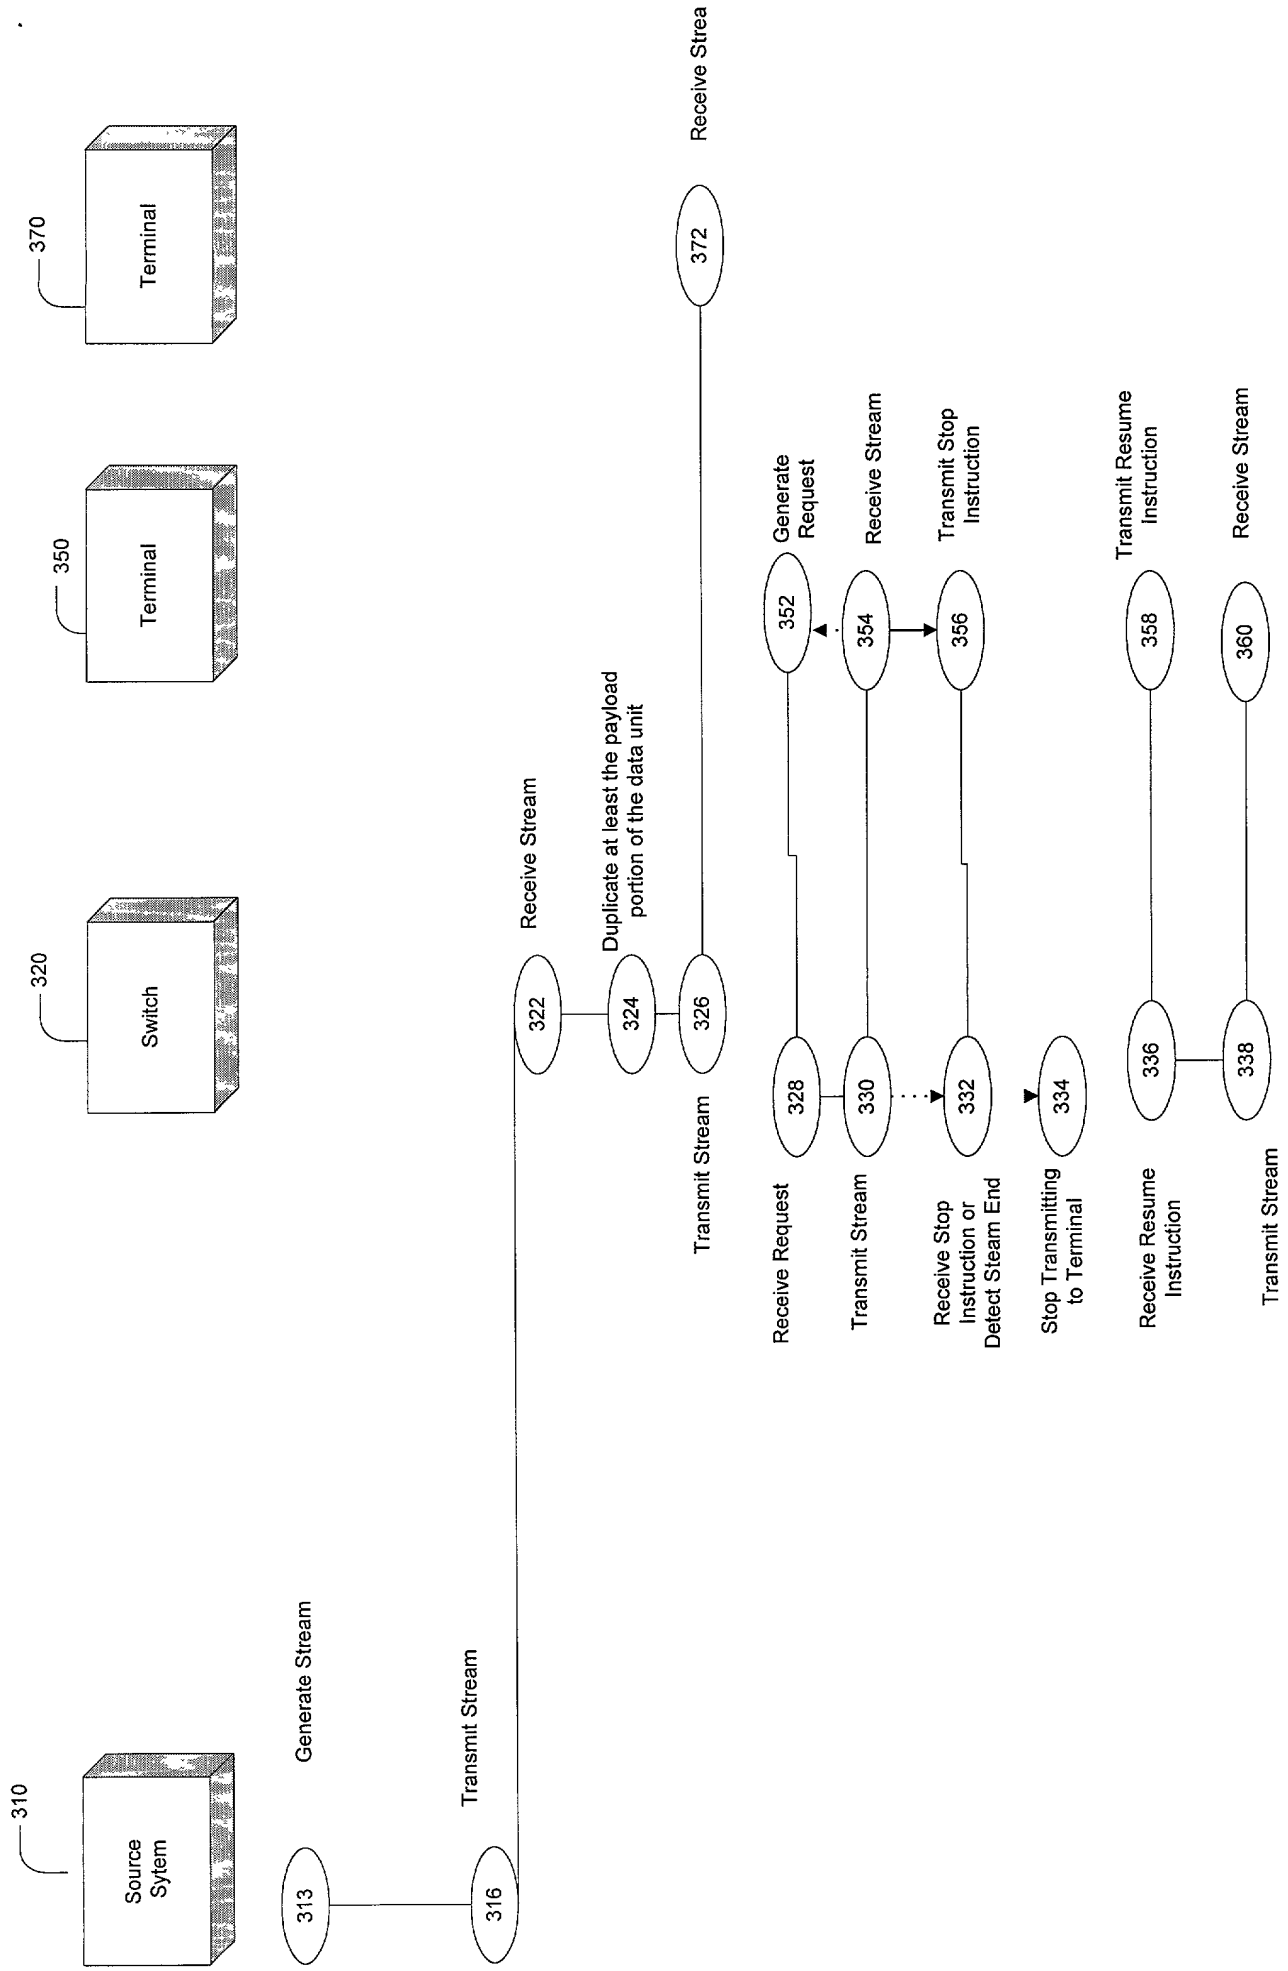 310
320
350
370
Source
Sytem
Switch
Terminal
Terminal
313
Generate Stream
316
Transmit Stream
322
Receive Stream
324
Duplicate at least the payload
portion of the data unit
Transmit Stream
326
372
Receive Strea
Receive Request
328
352
Generate
Request
Transmit Stream
330
354
Receive Stream
Receive Stop
Instruction or
Detect Steam End
332
356
Transmit Stop
Instruction
Stop Transmitting
to Terminal
334
Receive Resume
Instruction
336
358
Transmit Resume
Instruction
Transmit Stream
338
360
Receive Stream